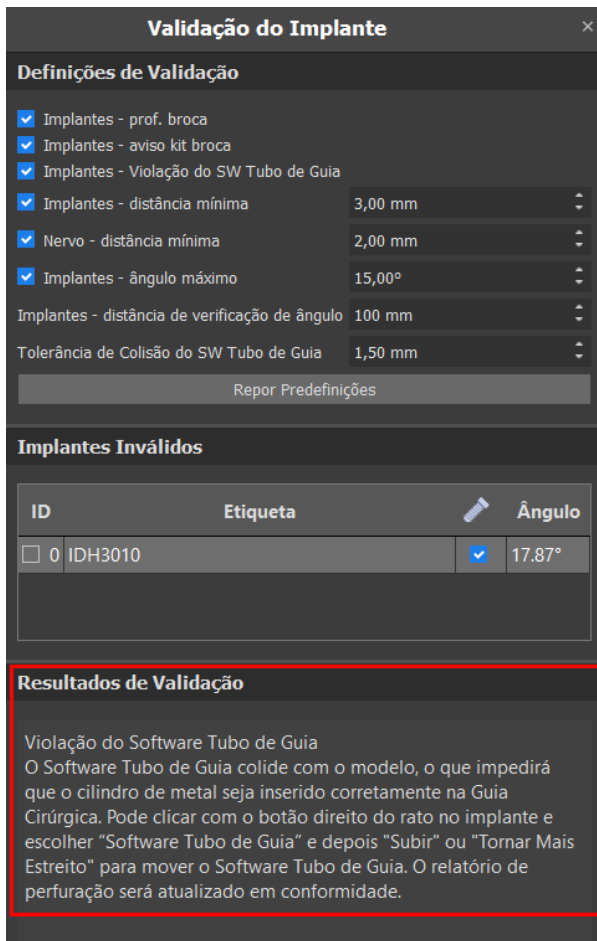 Validação do Implante
Definições de Validação
Implantes - prof. broca
Implantes - aviso kit broca
Implantes - Violação do SW Tubo de Guia
Implantes - distância mínima 3,00 mm
Nervo - distância mínima 2,00 mm
Implantes - ângulo máximo 15,00º
Implantes - distância de verificação de ângulo 100 mm
Tolerância de Colisão do SW Tubo de Guia 1,50 mm
Repor Predefinições
Implantes Inválidos
ID Etiqueta Ângulo
0 IDH3010 17.87°
Resultados de Validação
Violação do Software Tubo de Guia
O Software Tubo de Guia colide com o modelo, o que impedirá
que o cilindro de metal seja inserido corretamente na Guia
Cirúrgica. Pode clicar com o botão direito do rato no implante e
escolher “Software Tubo de Guia” e depois "Subir" ou "Tornar Mais
Estreito" para mover o Software Tubo de Guia. O relatório de
perfuração será atualizado em conformidade.